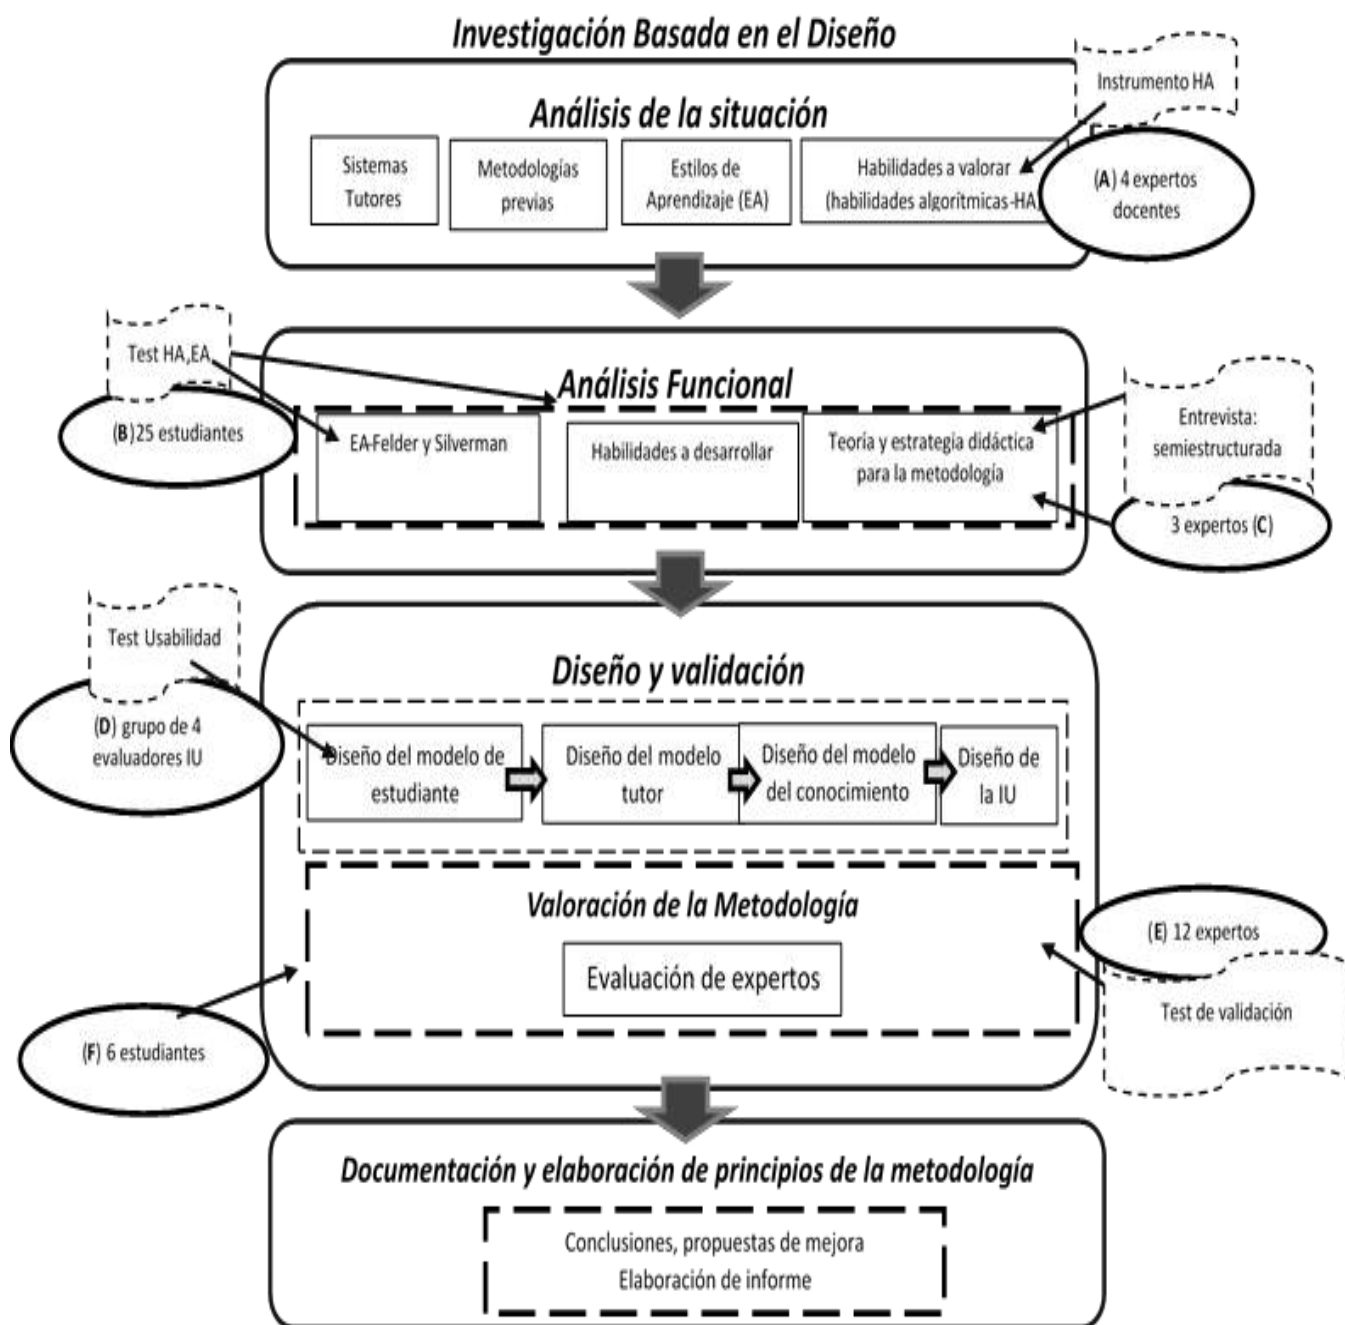 Investigación Basada en el Diseño
Instrumento HA
Análisis de la situación
Sistemas
Tutores
Metodologías
previas
Estilos de
Aprendizaje (EA)
Habilidades a valorar
(habilidades algorítmicas-HA)
(A) 4 expertos
docentes
Test HA,EA
(B) 25 estudiantes
Análisis Funcional
EA-Felder y Silverman
Habilidades a desarrollar
Teoría y estrategia didáctica
para la metodología
Entrevista:
semiestructurada
3 expertos (C)
Test Usabilidad
(D) grupo de 4
evaluadores IU
Diseño y validación
Diseño del modelo de
estudiante
Diseño del modelo
tutor
Diseño del modelo
del conocimiento
Diseño de
la IU
Valoración de la Metodología
Evaluación de expertos
(E) 12 expertos
Test de validación
(F) 6 estudiantes
Documentación y elaboración de principios de la metodología
Conclusiones, propuestas de mejora
Elaboración de informe